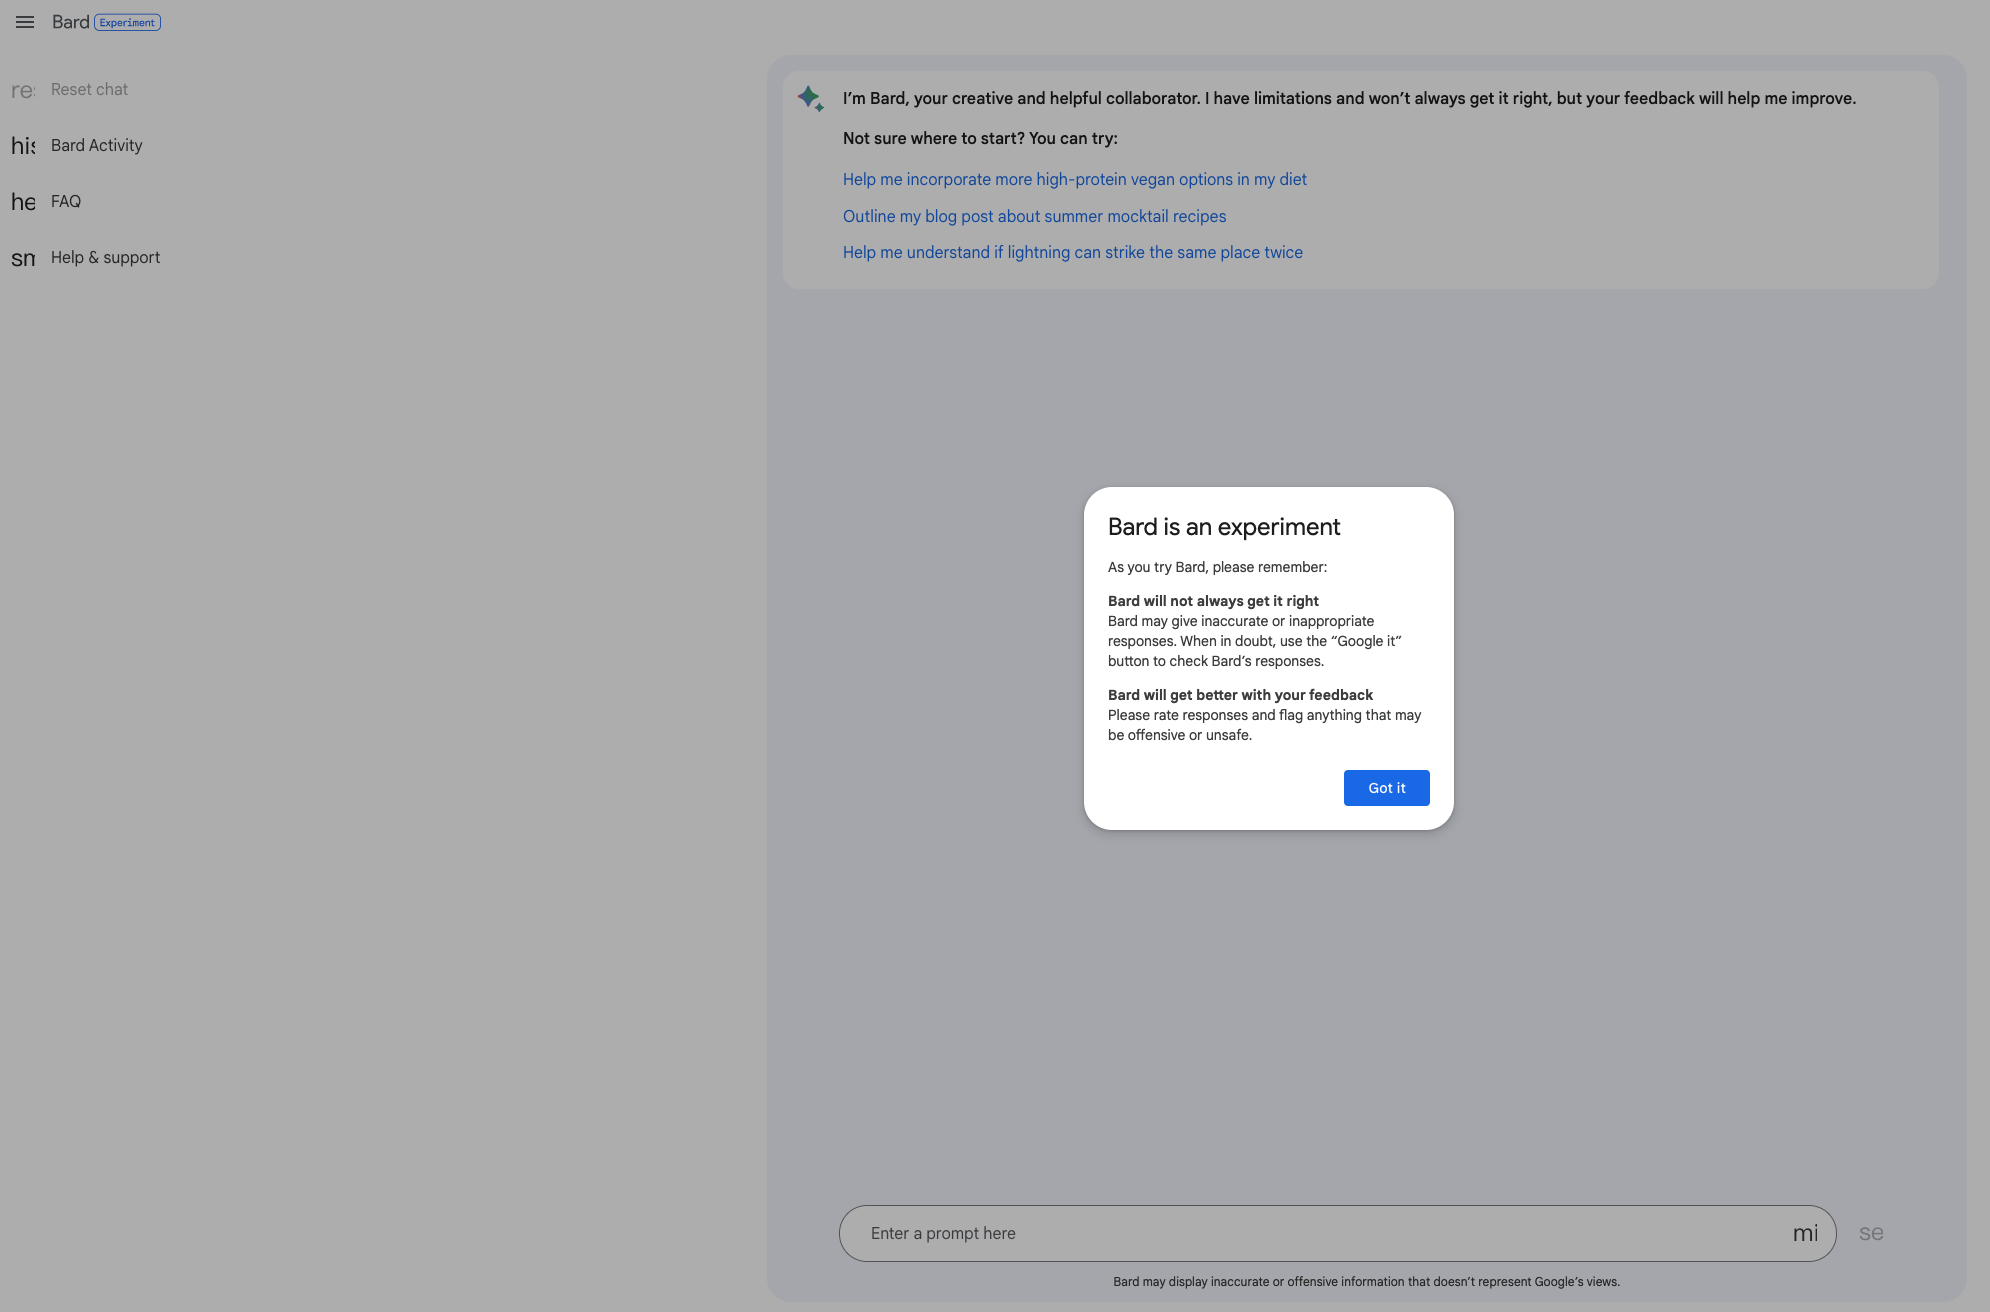 Bard Experiment
res Reset chat
his Bard Activity
he FAQ
sm Help & support
I’m Bard, your creative and helpful collaborator. I have limitations and won’t always get it right, but your feedback will help me improve.
Not sure where to start? You can try:
Help me incorporate more high-protein vegan options in my diet
Outline my blog post about summer mocktail recipes
Help me understand if lightning can strike the same place twice
Bard is an experiment
As you try Bard, please remember:
Bard will not always get it right
Bard may give inaccurate or inappropriate
responses. When in doubt, use the “Google it”
button to check Bard’s responses.
Bard will get better with your feedback
Please rate responses and flag anything that may
be offensive or unsafe.
Got it
Enter a prompt here mi se
Bard may display inaccurate or offensive information that doesn’t represent Google’s views.